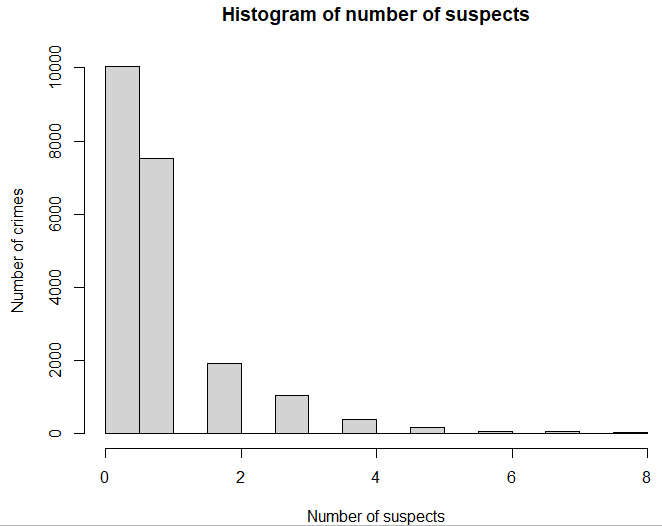 Histogram of number of suspects
10000
8000
6000
4000
2000
0
Number of crimes
0 2 4 6 8
Number of suspects